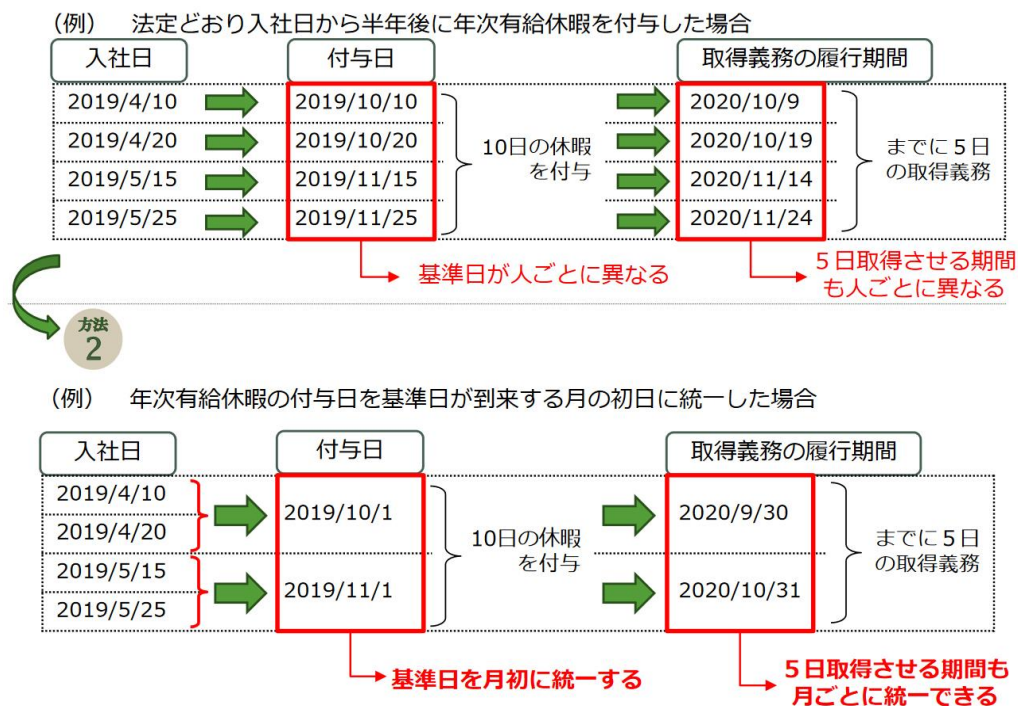 （例）　法定どおり入社日から半年後に年次有給休暇を付与した場合
入社日
付与日
取得義務の履行期間
2019/4/10
2019/10/10
2020/10/9
2019/4/20
2019/10/20
2020/10/19
2019/5/15
2019/11/15
2020/11/14
2019/5/25
2019/11/25
2020/11/24
10日の休暇
を付与
までに５日
の取得義務
基準日が人ごとに異なる
５日取得させる期間
も人ごとに異なる
方法
2
（例）　年次有給休暇の付与日を基準日が到来する月の初日に統一した場合
入社日
付与日
取得義務の履行期間
2019/4/10
2019/4/20
2019/10/1
2020/9/30
2019/5/15
2019/5/25
2019/11/1
2020/10/31
10日の休暇
を付与
までに５日
の取得義務
基準日を月初に統一する
５日取得させる期間も
月ごとに統一できる